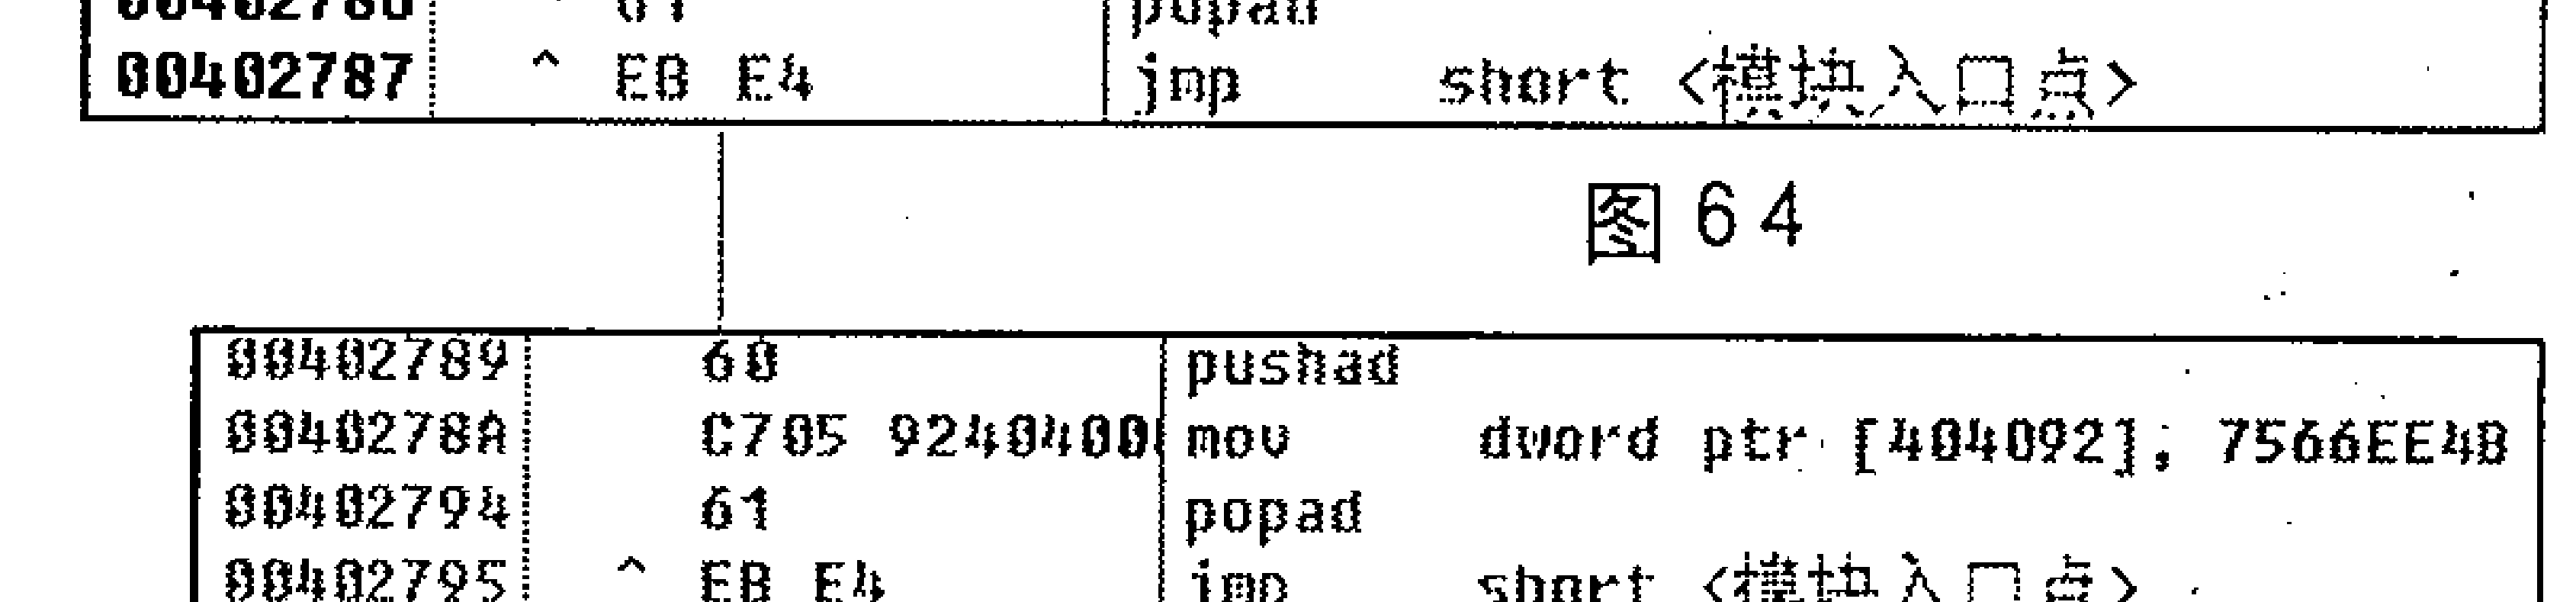 popad
00402787 ^ EB E4 jmp short <模块入口点>
图64
00402789 60 pushad
0040278A C705 92404000 mov dword ptr [404092], 7566EE4B
00402794 61 popad
00402795 ^ EB E4 jmp short <模块入口点>